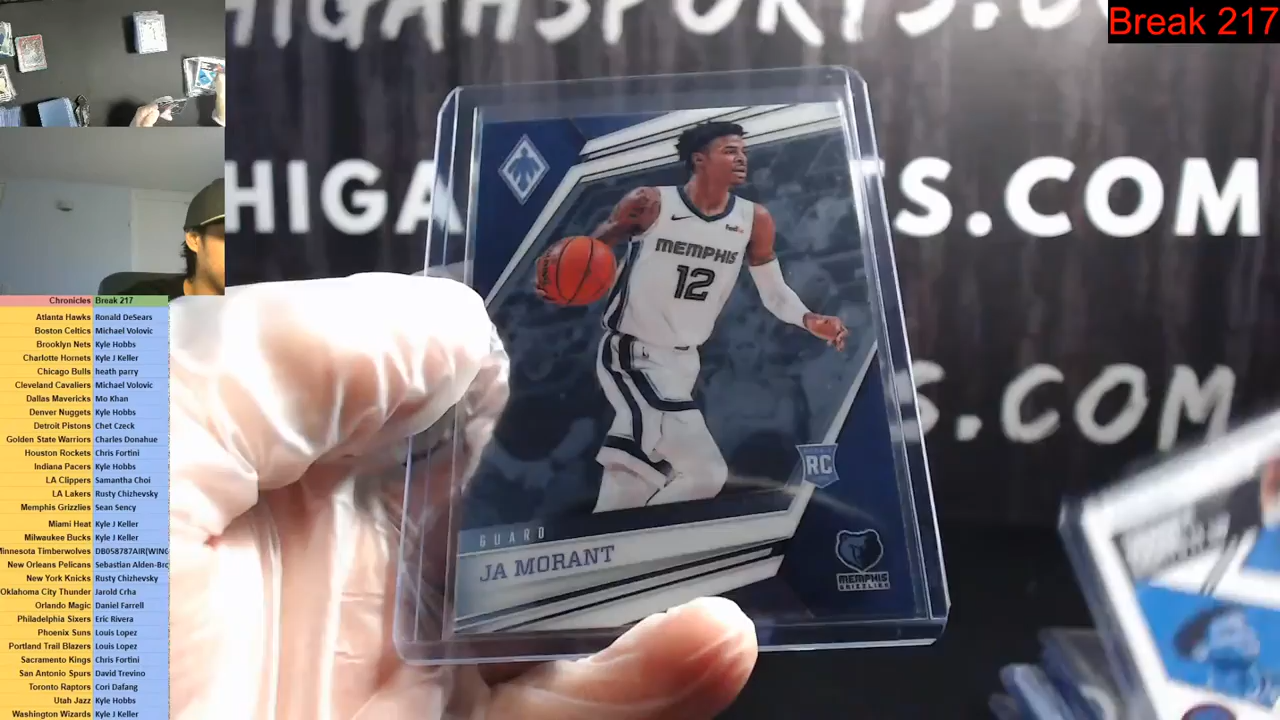 HIGAHSPORTS.CO
Break 217
HIGA
S.COM
S.COM
FedEx
MEMPHIS
12
RC
GUARD
JA MORANT
MEMPHIS
GRIZZLIES
Chronicles Break 217
Atlanta Hawks Ronald DeSears
Boston Celtics Michael Volovic
Brooklyn Nets Kyle Hobbs
Charlotte Hornets Kyle J Keller
Chicago Bulls heath parry
Cleveland Cavaliers Michael Volovic
Dallas Mavericks Mo Khan
Denver Nuggets Kyle Hobbs
Detroit Pistons Chet Czeck
Golden State Warriors Charles Donahue
Houston Rockets Chris Fortini
Indiana Pacers Kyle Hobbs
LA Clippers Samantha Choi
LA Lakers Rusty Chizhevsky
Memphis Grizzlies Sean Sency
Miami Heat Kyle J Keller
Milwaukee Bucks Kyle J Keller
Minnesota Timberwolves DB058787AIR(WING
New Orleans Pelicans Sebastian Alden-Bro
New York Knicks Rusty Chizhevsky
Oklahoma City Thunder Jarold Crha
Orlando Magic Daniel Farrell
Philadelphia Sixers Eric Rivera
Phoenix Suns Louis Lopez
Portland Trail Blazers Louis Lopez
Sacramento Kings Chris Fortini
San Antonio Spurs David Trevino
Toronto Raptors Cori Dafang
Utah Jazz Kyle Hobbs
Washington Wizards Kyle J Keller